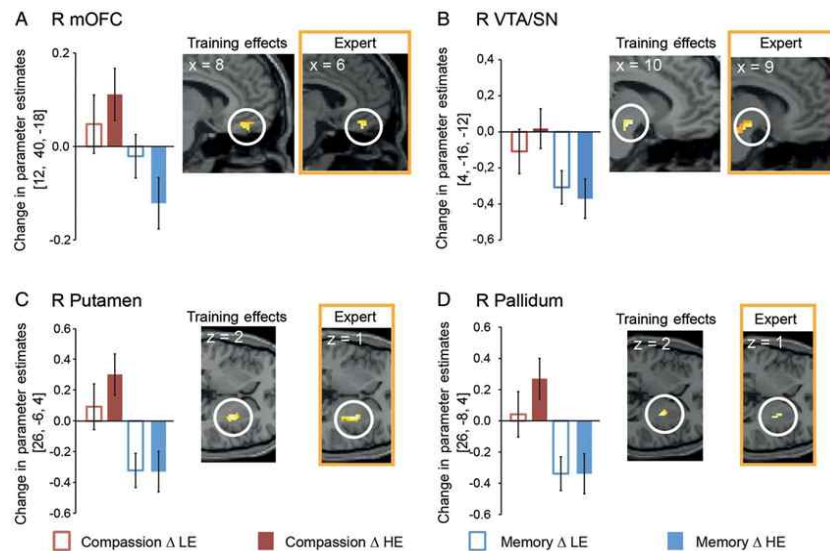 A R mOFC
Training effects
Expert
x = 8
x = 6
0.2
0.0
-0.2
Change in parameter estimates
[12, 40, -18]
B R VTA/SN
Training effects
Expert
x = 10
x = 9
0,4
0,2
0,0
-0,2
-0,4
-0,6
Change in parameter estimates
[4, -16, -12]
C R Putamen
Training effects
Expert
z = 2
z = 1
0.6
0.4
0.2
0.0
-0.2
-0.4
-0.6
Change in parameter estimates
[26, -6, 4]
D R Pallidum
Training effects
Expert
z = 2
z = 1
0.6
0.4
0.2
0.0
-0.2
-0.4
-0.6
Change in parameter estimates
[26, -8, 4]
Compassion Δ LE
Compassion Δ HE
Memory Δ LE
Memory Δ HE